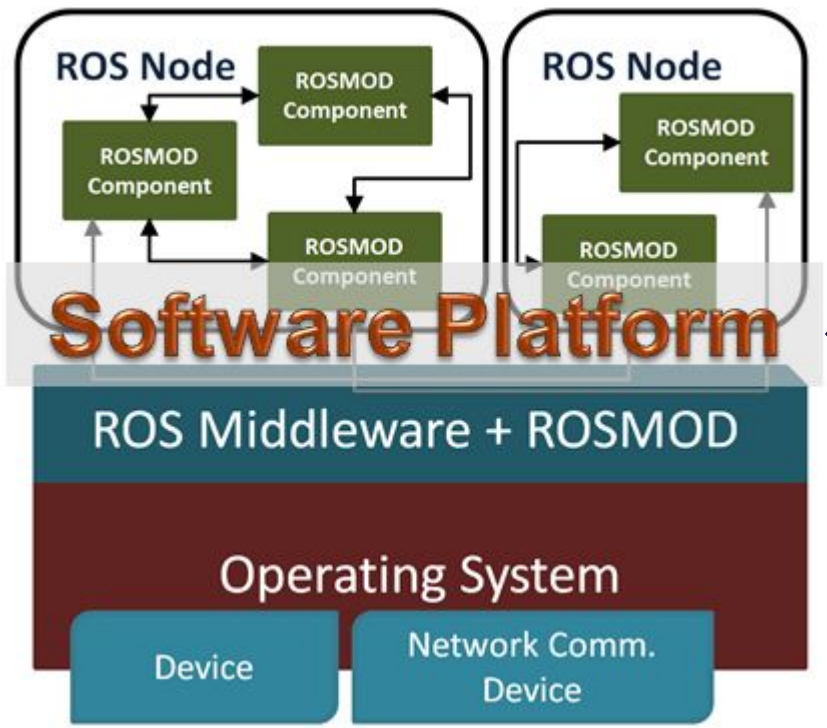 ROS Node
ROSMOD
Component
ROSMOD
Component
ROSMOD
Component
ROS Node
ROSMOD
Component
ROSMOD
Component
Software Platform
ROS Middleware + ROSMOD
Operating System
Device
Network Comm.
Device